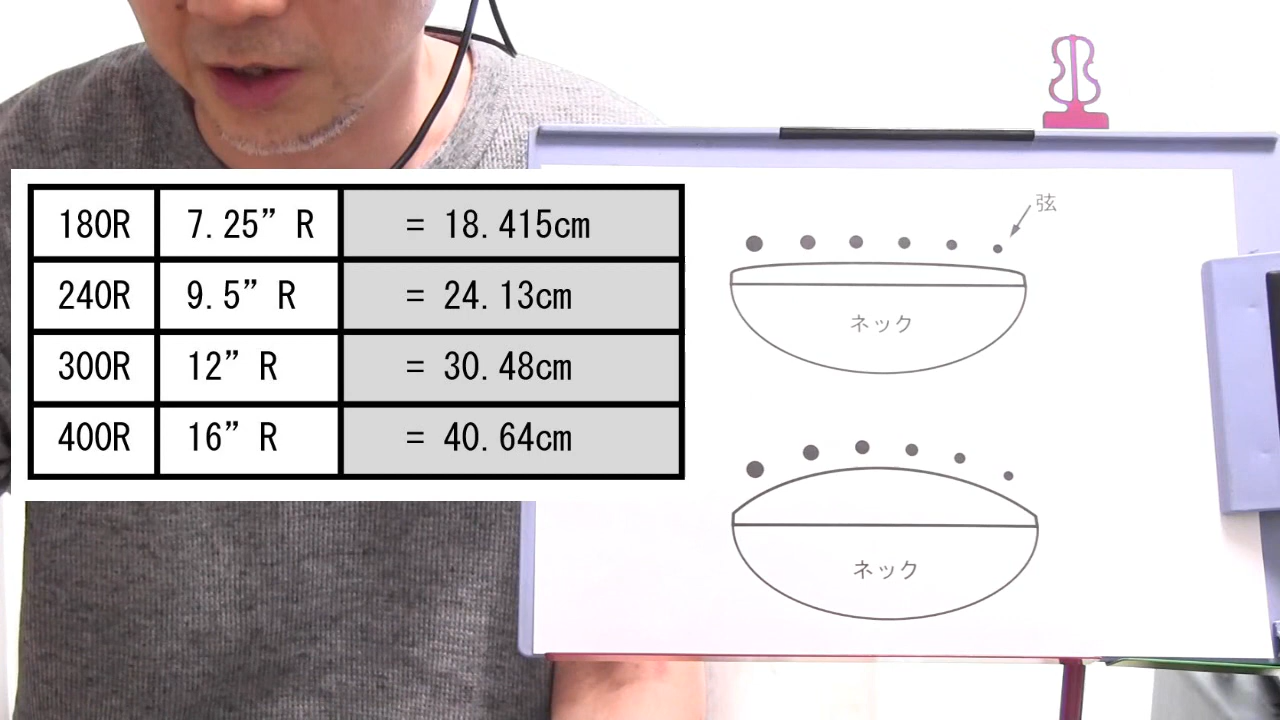 180R 7.25” R = 18.415cm
240R 9.5” R = 24.13cm
300R 12” R = 30.48cm
400R 16” R = 40.64cm
弦
ネック
ネック